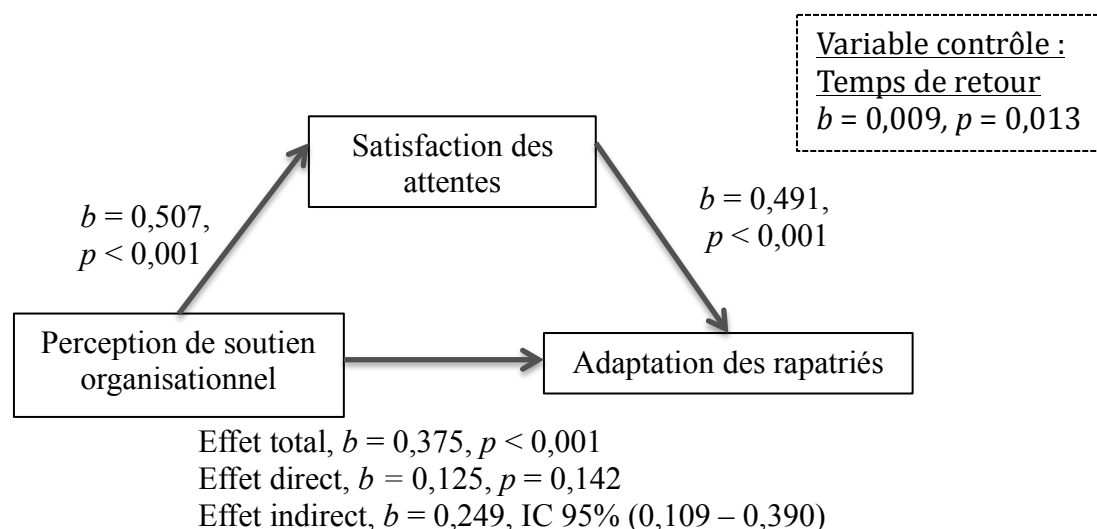 Variable contrôle :
Temps de retour
b = 0,009, p = 0,013
Satisfaction des
attentes
b = 0,507,
p < 0,001
b = 0,491,
p < 0,001
Perception de soutien
organisationnel
Adaptation des rapatriés
Effet total, b = 0,375, p < 0,001
Effet direct, b = 0,125, p = 0,142
Effet indirect, b = 0,249, IC 95% (0,109 – 0,390)